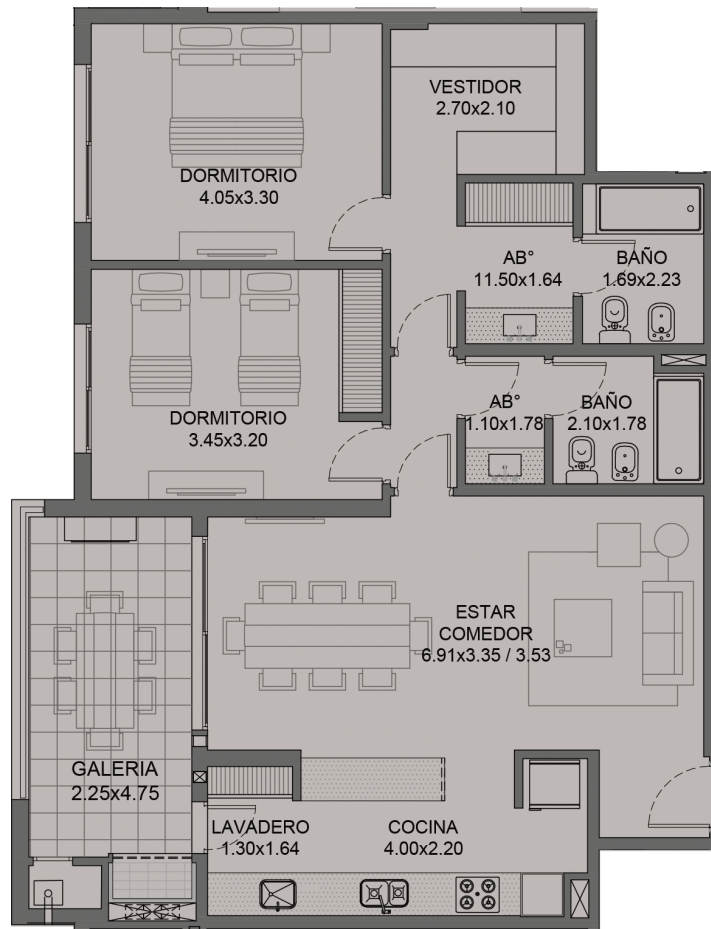 VESTIDOR
2.70x2.10
DORMITORIO
4.05x3.30
AB°
11.50x1.64
BAÑO
1.69x2.23
DORMITORIO
3.45x3.20
AB°
1.10x1.78
BAÑO
2.10x1.78
ESTAR
COMEDOR
6.91x3.35 / 3.53
GALERIA
2.25x4.75
LAVADERO
1.30x1.64
COCINA
4.00x2.20